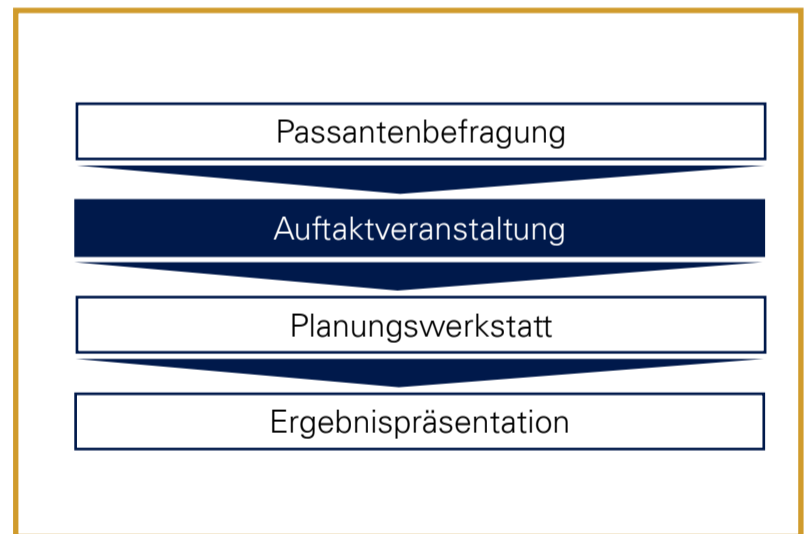 Passantenbefragung
Auftaktveranstaltung
Planungswerkstatt
Ergebnispräsentation